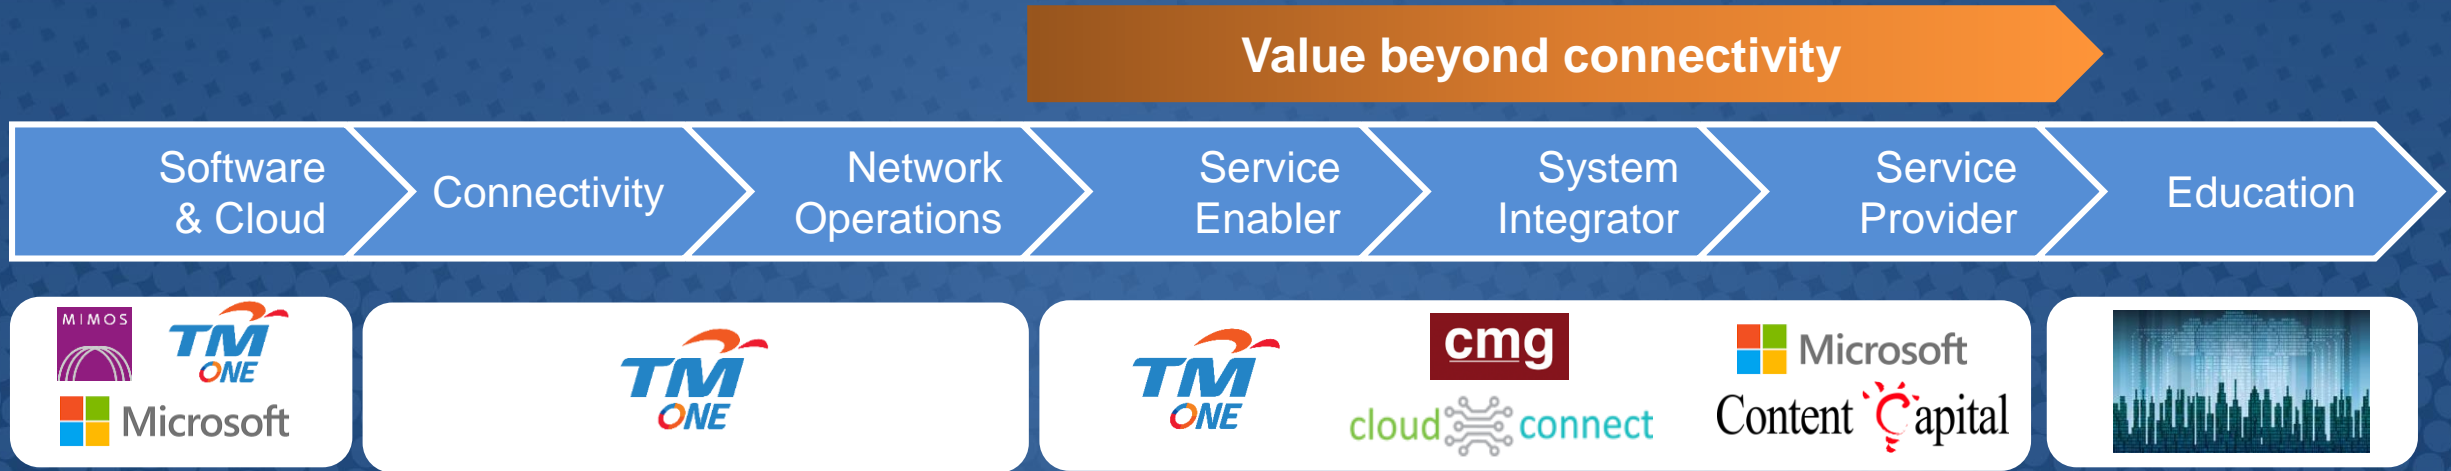 Value beyond connectivity
Software
& Cloud
Connectivity
Network
Operations
Service
Enabler
System
Integrator
Service
Provider
Education
MIMOS
TM
ONE
Microsoft
TM
ONE
TM
ONE
cmg
cloud connect
Microsoft
Content Capital